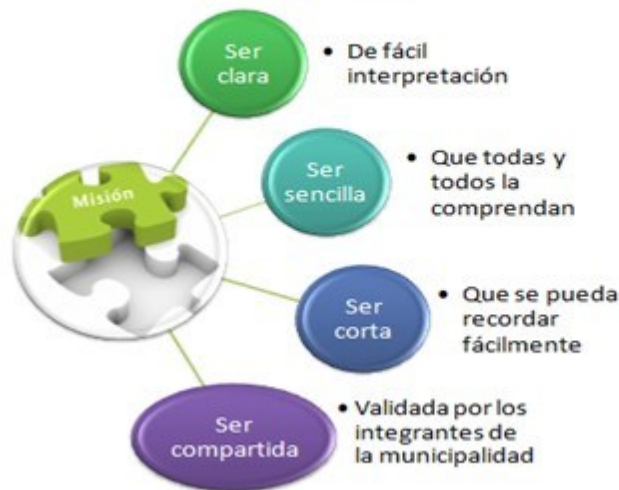 Misión
Ser
clara
• De fácil
interpretación
Ser
sencilla
• Que todas y
todos la
comprendan
Ser
corta
• Que se pueda
recordar
fácilmente
Ser
compartida
• Validada por los
integrantes de
la municipalidad